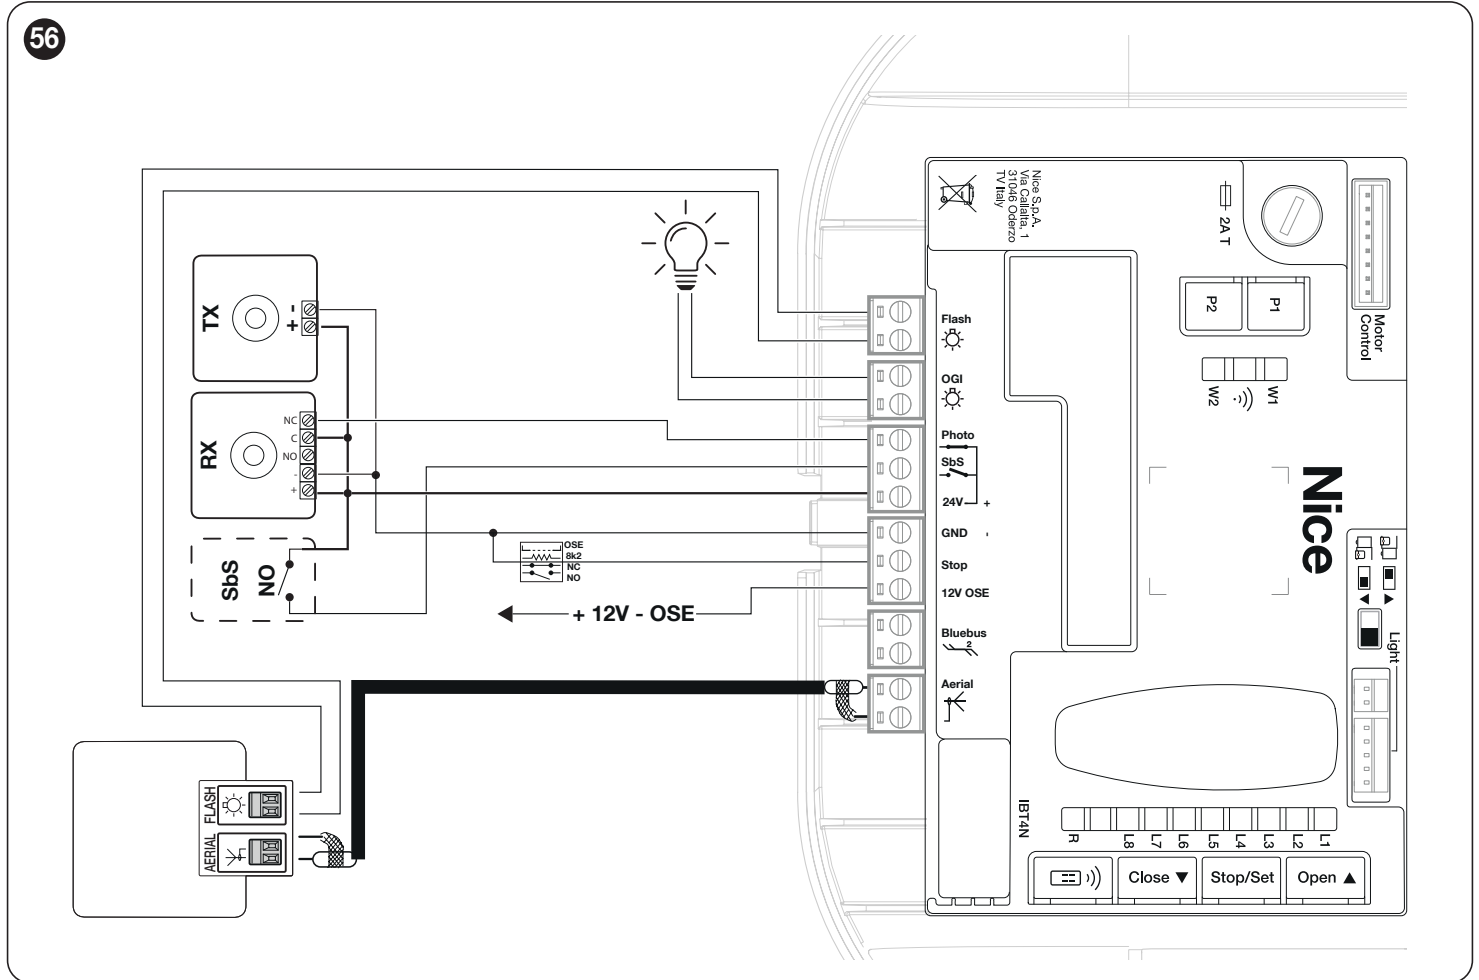 56
Nice S.p.A.
Via Callalta, 1
31046 Oderzo
TV Italy
2A T
Motor
Control
P2
P1
W2
W1
TX
-
+
RX
NC
C
NO
-
+
SbS
NO
OSE
8k2
NC
NO
+ 12V - OSE
Flash
OGI
Photo
SbS
24V
+
GND
-
Stop
12V OSE
Bluebus
2
Aerial
Nice
Light
FLASH
AERIAL
IBT4N
R
L8
L7
L6
L5
L4
L3
L2
L1
Close ▼
Stop/Set
Open ▲